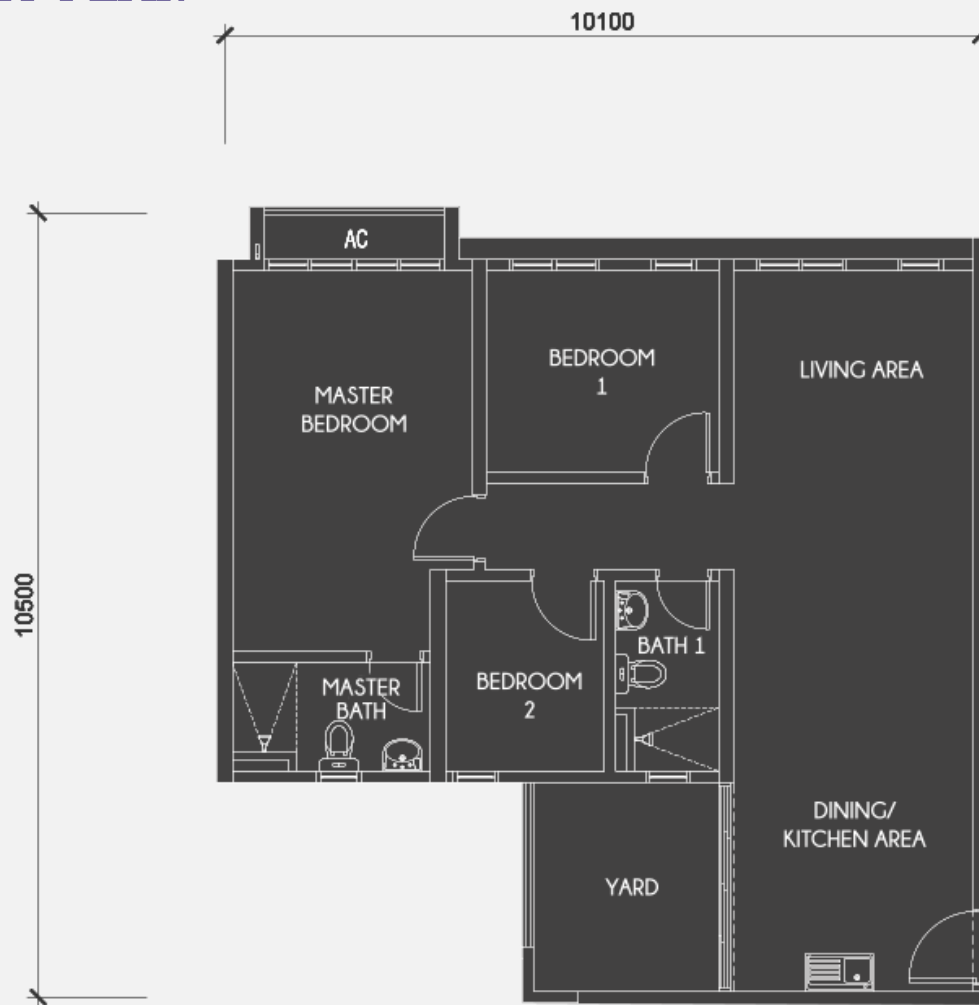 10100
AC
BEDROOM
1
LIVING AREA
MASTER
BEDROOM
10500
BATH 1
BEDROOM
2
MASTER
BATH
DINING/
KITCHEN AREA
YARD